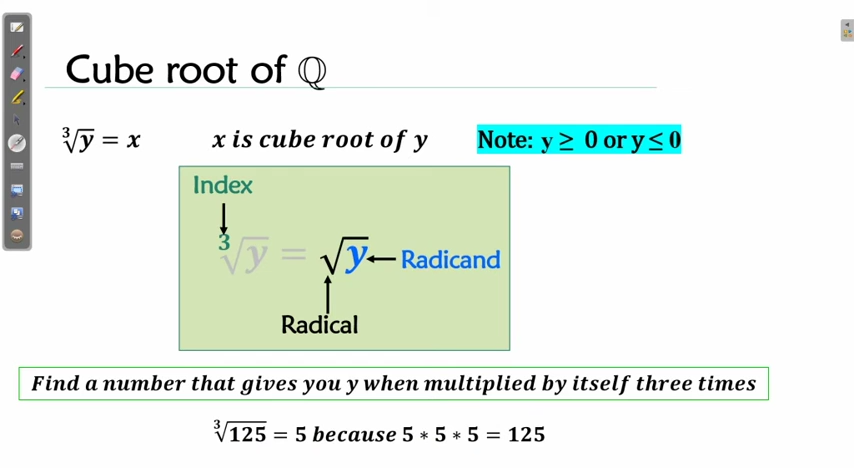 Cube root of ℚ
∛y = x
x is cube root of y
Note: y ≥ 0 or y ≤ 0
Index
∛y = √y
Radicand
Radical
Find a number that gives you y when multiplied by itself three times
∛125 = 5 because 5 * 5 * 5 = 125